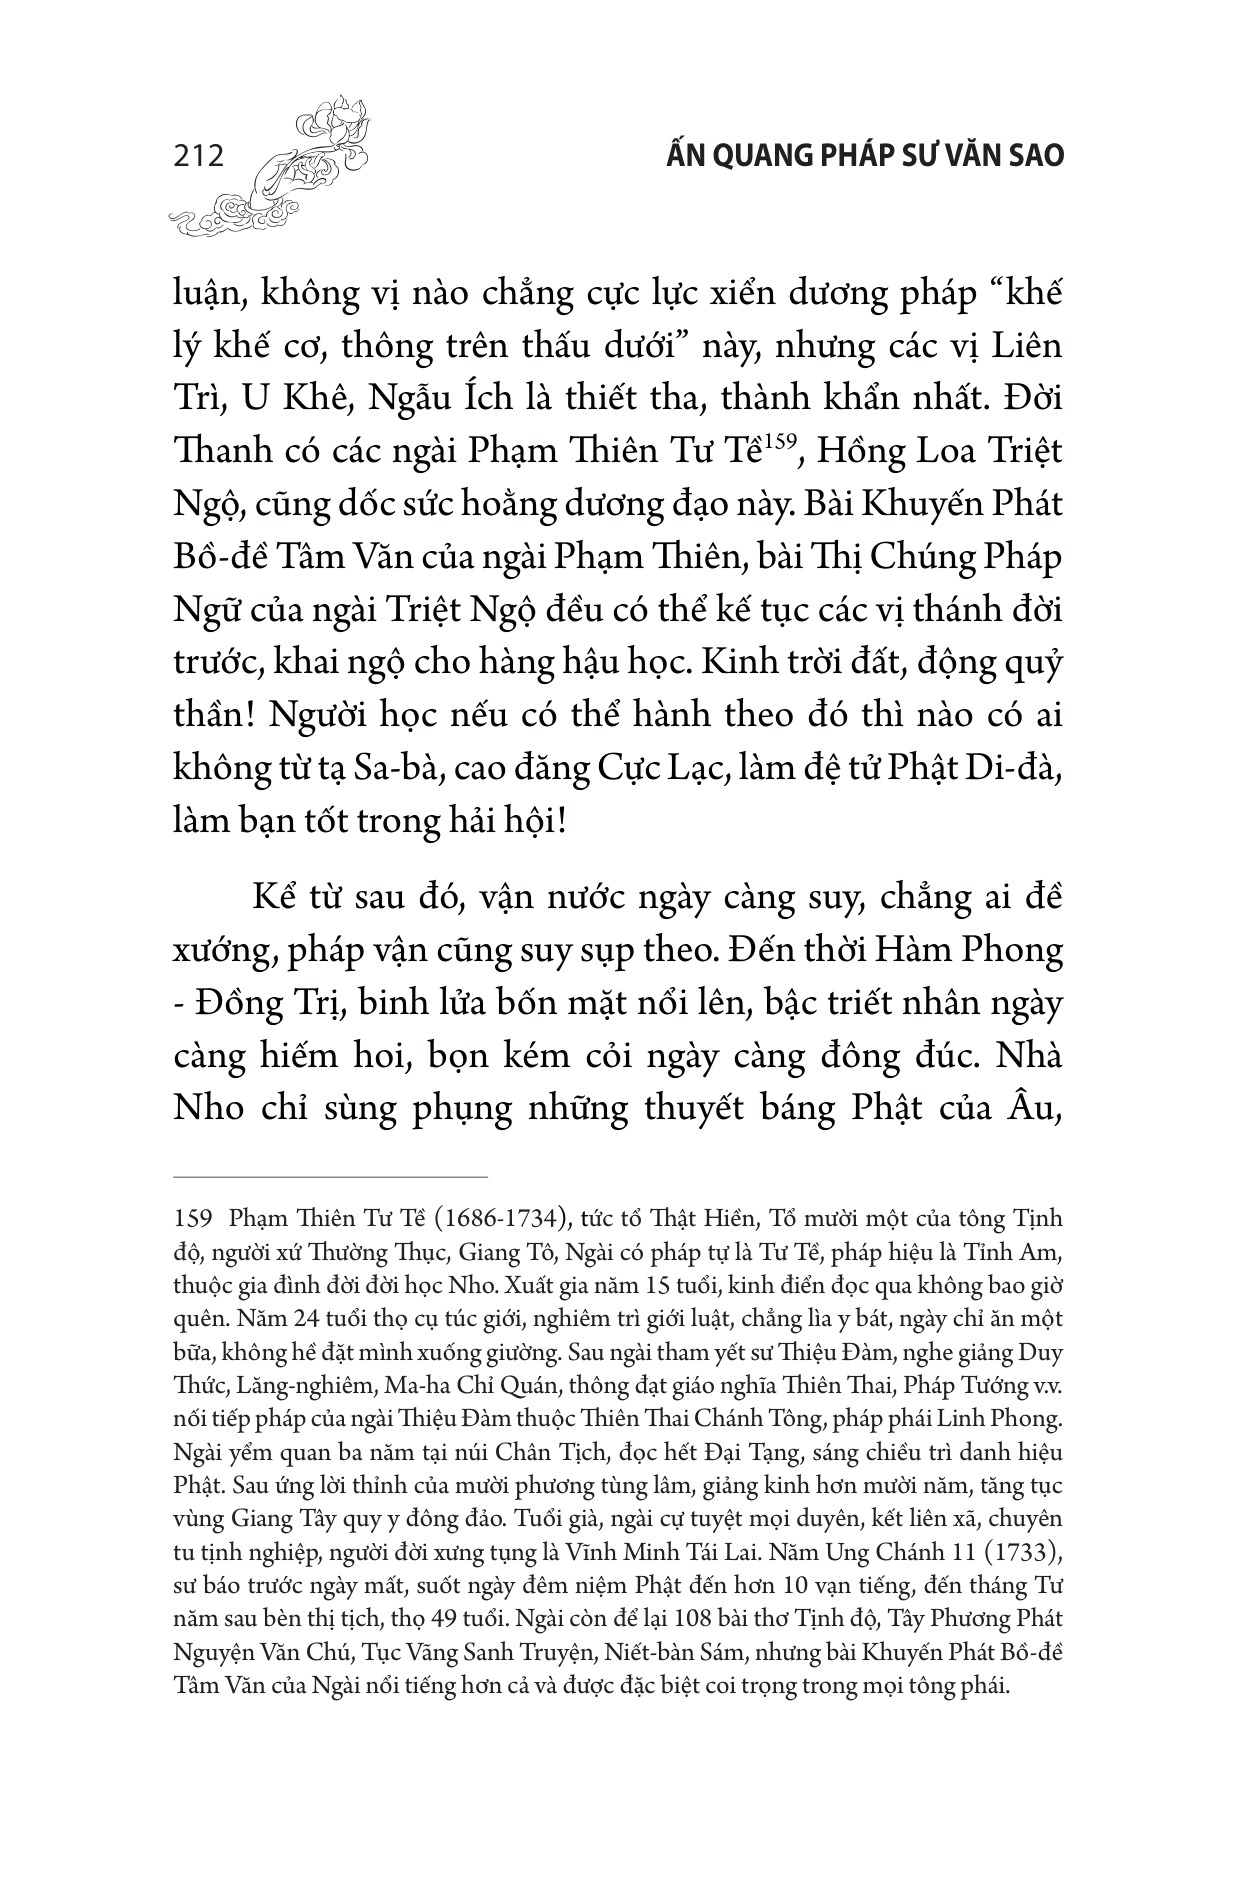 212
ẤN QUANG PHÁP SƯ VĂN SAO
luận, không vị nào chẳng cực lực xiển dương pháp “khế
lý khế cơ, thông trên thấu dưới” này, nhưng các vị Liên
Trì, U Khê, Ngẫu Ích là thiết tha, thành khẩn nhất. Đời
Thanh có các ngài Phạm Thiên Tư Tề159, Hồng Loa Triệt
Ngộ, cũng dốc sức hoằng dương đạo này. Bài Khuyến Phát
Bồ-đề Tâm Văn của ngài Phạm Thiên, bài Thị Chúng Pháp
Ngữ của ngài Triệt Ngộ đều có thể kế tục các vị thánh đời
trước, khai ngộ cho hàng hậu học. Kinh trời đất, động quỷ
thần! Người học nếu có thể hành theo đó thì nào có ai
không từ tạ Sa-bà, cao đăng Cực Lạc, làm đệ tử Phật Di-đà,
làm bạn tốt trong hải hội!
Kể từ sau đó, vận nước ngày càng suy, chẳng ai đề
xướng, pháp vận cũng suy sụp theo. Đến thời Hàm Phong
- Đồng Trị, binh lửa bốn mặt nổi lên, bậc triết nhân ngày
càng hiếm hoi, bọn kém cỏi ngày càng đông đúc. Nhà
Nho chỉ sùng phụng những thuyết báng Phật của Âu,
159 Phạm Thiên Tư Tề (1686-1734), tức tổ Thật Hiền, Tổ mười một của tông Tịnh
độ, người xứ Thường Thục, Giang Tô, Ngài có pháp tự là Tư Tề, pháp hiệu là Tỉnh Am,
thuộc gia đình đời đời học Nho. Xuất gia năm 15 tuổi, kinh điển đọc qua không bao giờ
quên. Năm 24 tuổi thọ cụ túc giới, nghiêm trì giới luật, chẳng lìa y bát, ngày chỉ ăn một
bữa, không hề đặt mình xuống giường. Sau ngài tham yết sư Thiệu Đàm, nghe giảng Duy
Thức, Lăng-nghiêm, Ma-ha Chỉ Quán, thông đạt giáo nghĩa Thiên Thai, Pháp Tướng v.v.
nối tiếp pháp của ngài Thiệu Đàm thuộc Thiên Thai Chánh Tông, pháp phái Linh Phong.
Ngài yểm quan ba năm tại núi Chân Tịch, đọc hết Đại Tạng, sáng chiều trì danh hiệu
Phật. Sau ứng lời thỉnh của mười phương tùng lâm, giảng kinh hơn mười năm, tăng tục
vùng Giang Tây quy y đông đảo. Tuổi già, ngài cự tuyệt mọi duyên, kết liên xã, chuyên
tu tịnh nghiệp, người đời xưng tụng là Vĩnh Minh Tái Lai. Năm Ung Chánh 11 (1733),
sư báo trước ngày mất, suốt ngày đêm niệm Phật đến hơn 10 vạn tiếng, đến tháng Tư
năm sau bèn thị tịch, thọ 49 tuổi. Ngài còn để lại 108 bài thơ Tịnh độ, Tây Phương Phát
Nguyện Văn Chú, Tục Vãng Sanh Truyện, Niết-bàn Sám, nhưng bài Khuyến Phát Bồ-đề
Tâm Văn của Ngài nổi tiếng hơn cả và được đặc biệt coi trọng trong mọi tông phái.